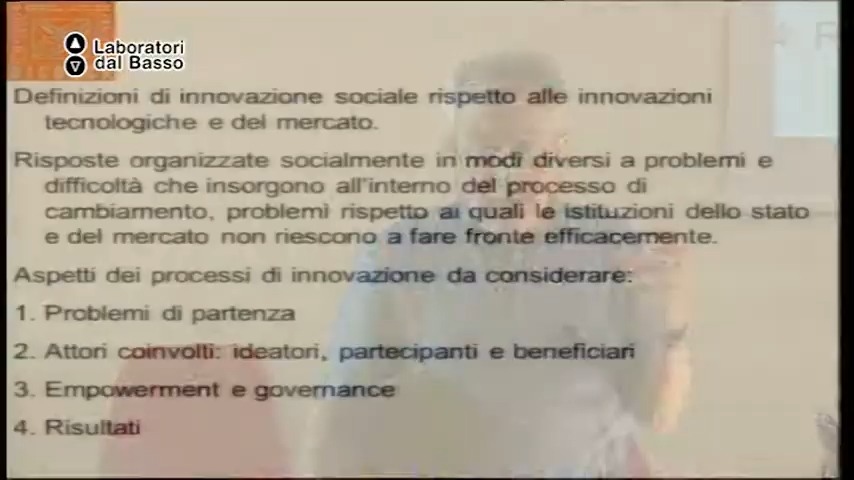 Laboratori
dal Basso
Definizioni di innovazione sociale rispetto alle innovazioni
tecnologiche e del mercato.
Risposte organizzate socialmente in modi diversi a problemi e
difficoltà che insorgono all'interno del processo di
cambiamento, problemi rispetto ai quali le istituzioni dello stato
e del mercato non riescono a fare fronte efficacemente.
Aspetti dei processi di innovazione da considerare:
1. Problemi di partenza
2. Attori coinvolti: ideatori, partecipanti e beneficiari
3. Empowerment e governance
4. Risultati